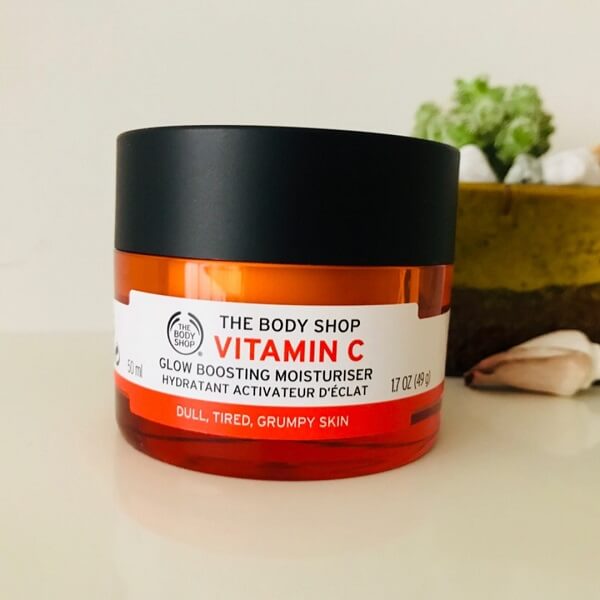 THE
BODY
SHOP
®
THE BODY SHOP
VITAMIN C
GLOW BOOSTING MOISTURISER
HYDRATANT ACTIVATEUR D'ÉCLAT
50 ml
1.7 OZ (49 g)
DULL, TIRED, GRUMPY SKIN